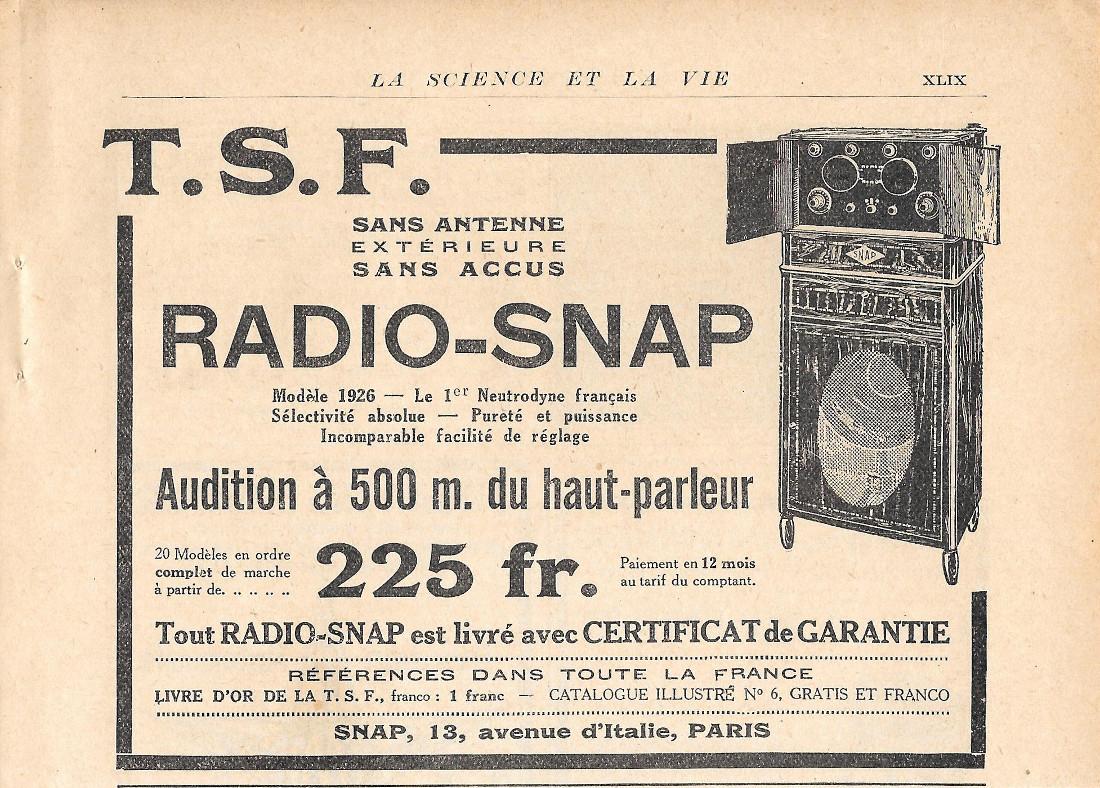 LA SCIENCE ET LA VIE XLIX
T.S.F.
SANS ANTENNE
EXTÉRIEURE
SANS ACCUS
SNAP
RADIO-SNAP
Modèle 1926 — Le 1er Neutrodyne français
Sélectivité absolue — Pureté et puissance
Incomparable facilité de réglage
Audition à 500 m. du haut-parleur
20 Modèles en ordre
complet de marche
à partir de. .. .. .. ..
225 fr.
Paiement en 12 mois
au tarif du comptant.
Tout RADIO-SNAP est livré avec CERTIFICAT de GARANTIE
RÉFÉRENCES DANS TOUTE LA FRANCE
LIVRE D'OR DE LA T. S. F., franco : 1 franc — CATALOGUE ILLUSTRÉ No 6, GRATIS ET FRANCO
SNAP, 13, avenue d'Italie, PARIS